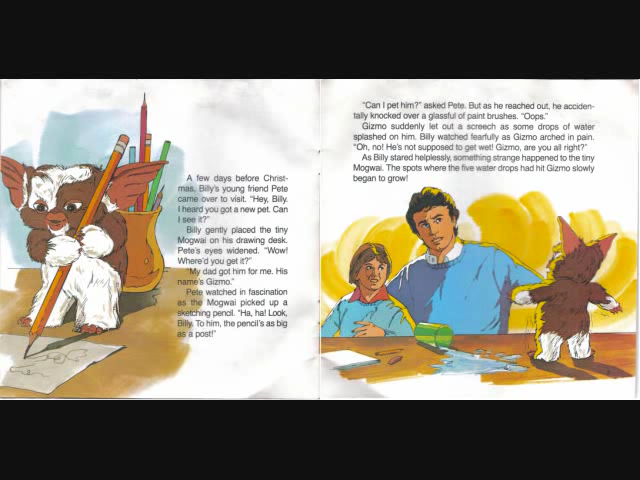 A few days before Christ-
mas, Billy's young friend Pete
came over to visit. "Hey, Billy.
I heard you got a new pet. Can
I see it?"
Billy gently placed the tiny
Mogwai on his drawing desk.
Pete's eyes widened. "Wow!
Where'd you get it?"
"My dad got him for me. His
name's Gizmo."
Pete watched in fascination
as the Mogwai picked up a
sketching pencil. "Ha, ha! Look,
Billy. To him, the pencil's as big
as a post!"
"Can I pet him?" asked Pete. But as he reached out, he acciden-
tally knocked over a glassful of paint brushes. "Oops."
Gizmo suddenly let out a screech as some drops of water
splashed on him. Billy watched fearfully as Gizmo arched in pain.
"Oh, no! He's not supposed to get wet! Gizmo, are you all right?"
As Billy stared helplessly, something strange happened to the tiny
Mogwai. The spots where the five water drops had hit Gizmo slowly
began to grow!